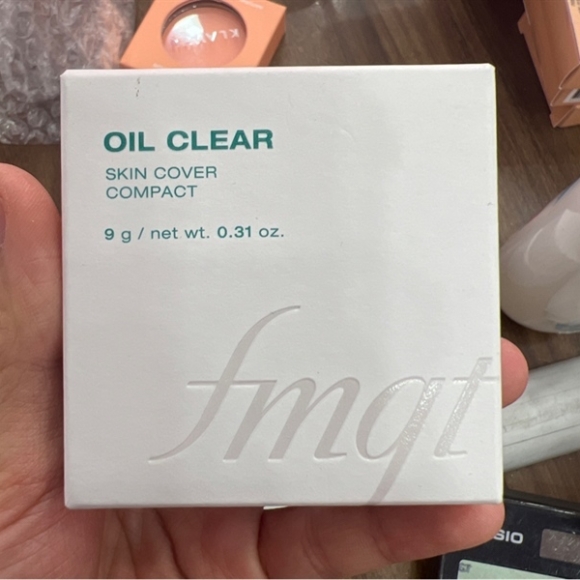 OIL CLEAR
SKIN COVER
COMPACT
9 g / net wt. 0.31 oz.
fmgt